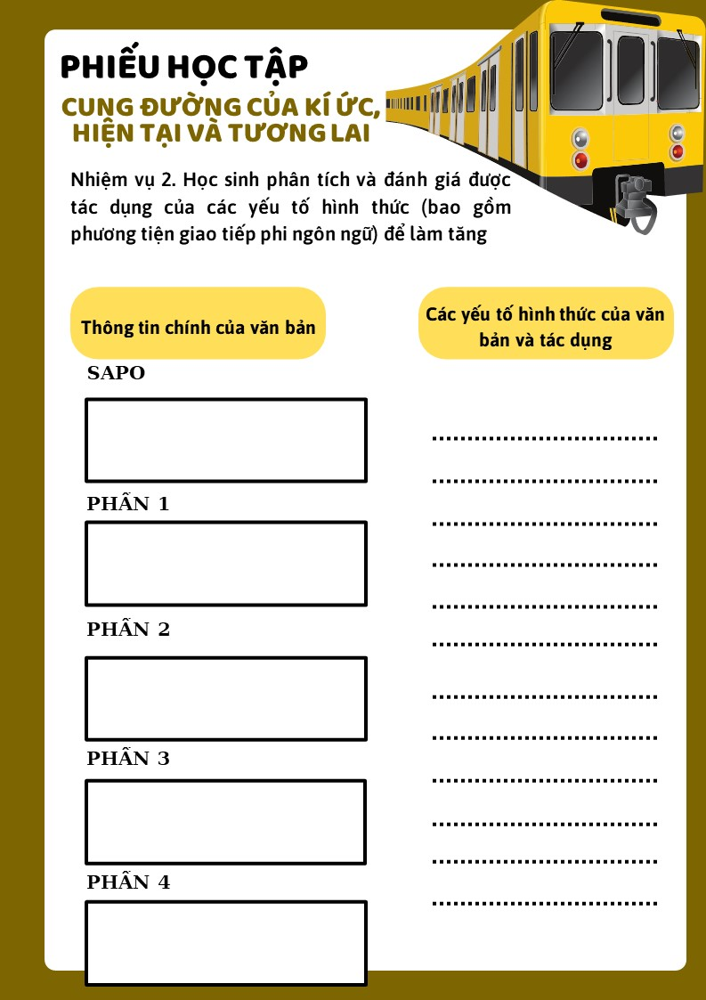 PHIẾU HỌC TẬP
CUNG ĐƯỜNG CỦA KÍ ỨC,
HIỆN TẠI VÀ TƯƠNG LAI
Nhiệm vụ 2. Học sinh phân tích và đánh giá được
tác dụng của các yếu tố hình thức (bao gồm
phương tiện giao tiếp phi ngôn ngữ) để làm tăng
Thông tin chính của văn bản
Các yếu tố hình thức của văn
bản và tác dụng
SAPO
PHẦN 1
PHẦN 2
PHẦN 3
PHẦN 4